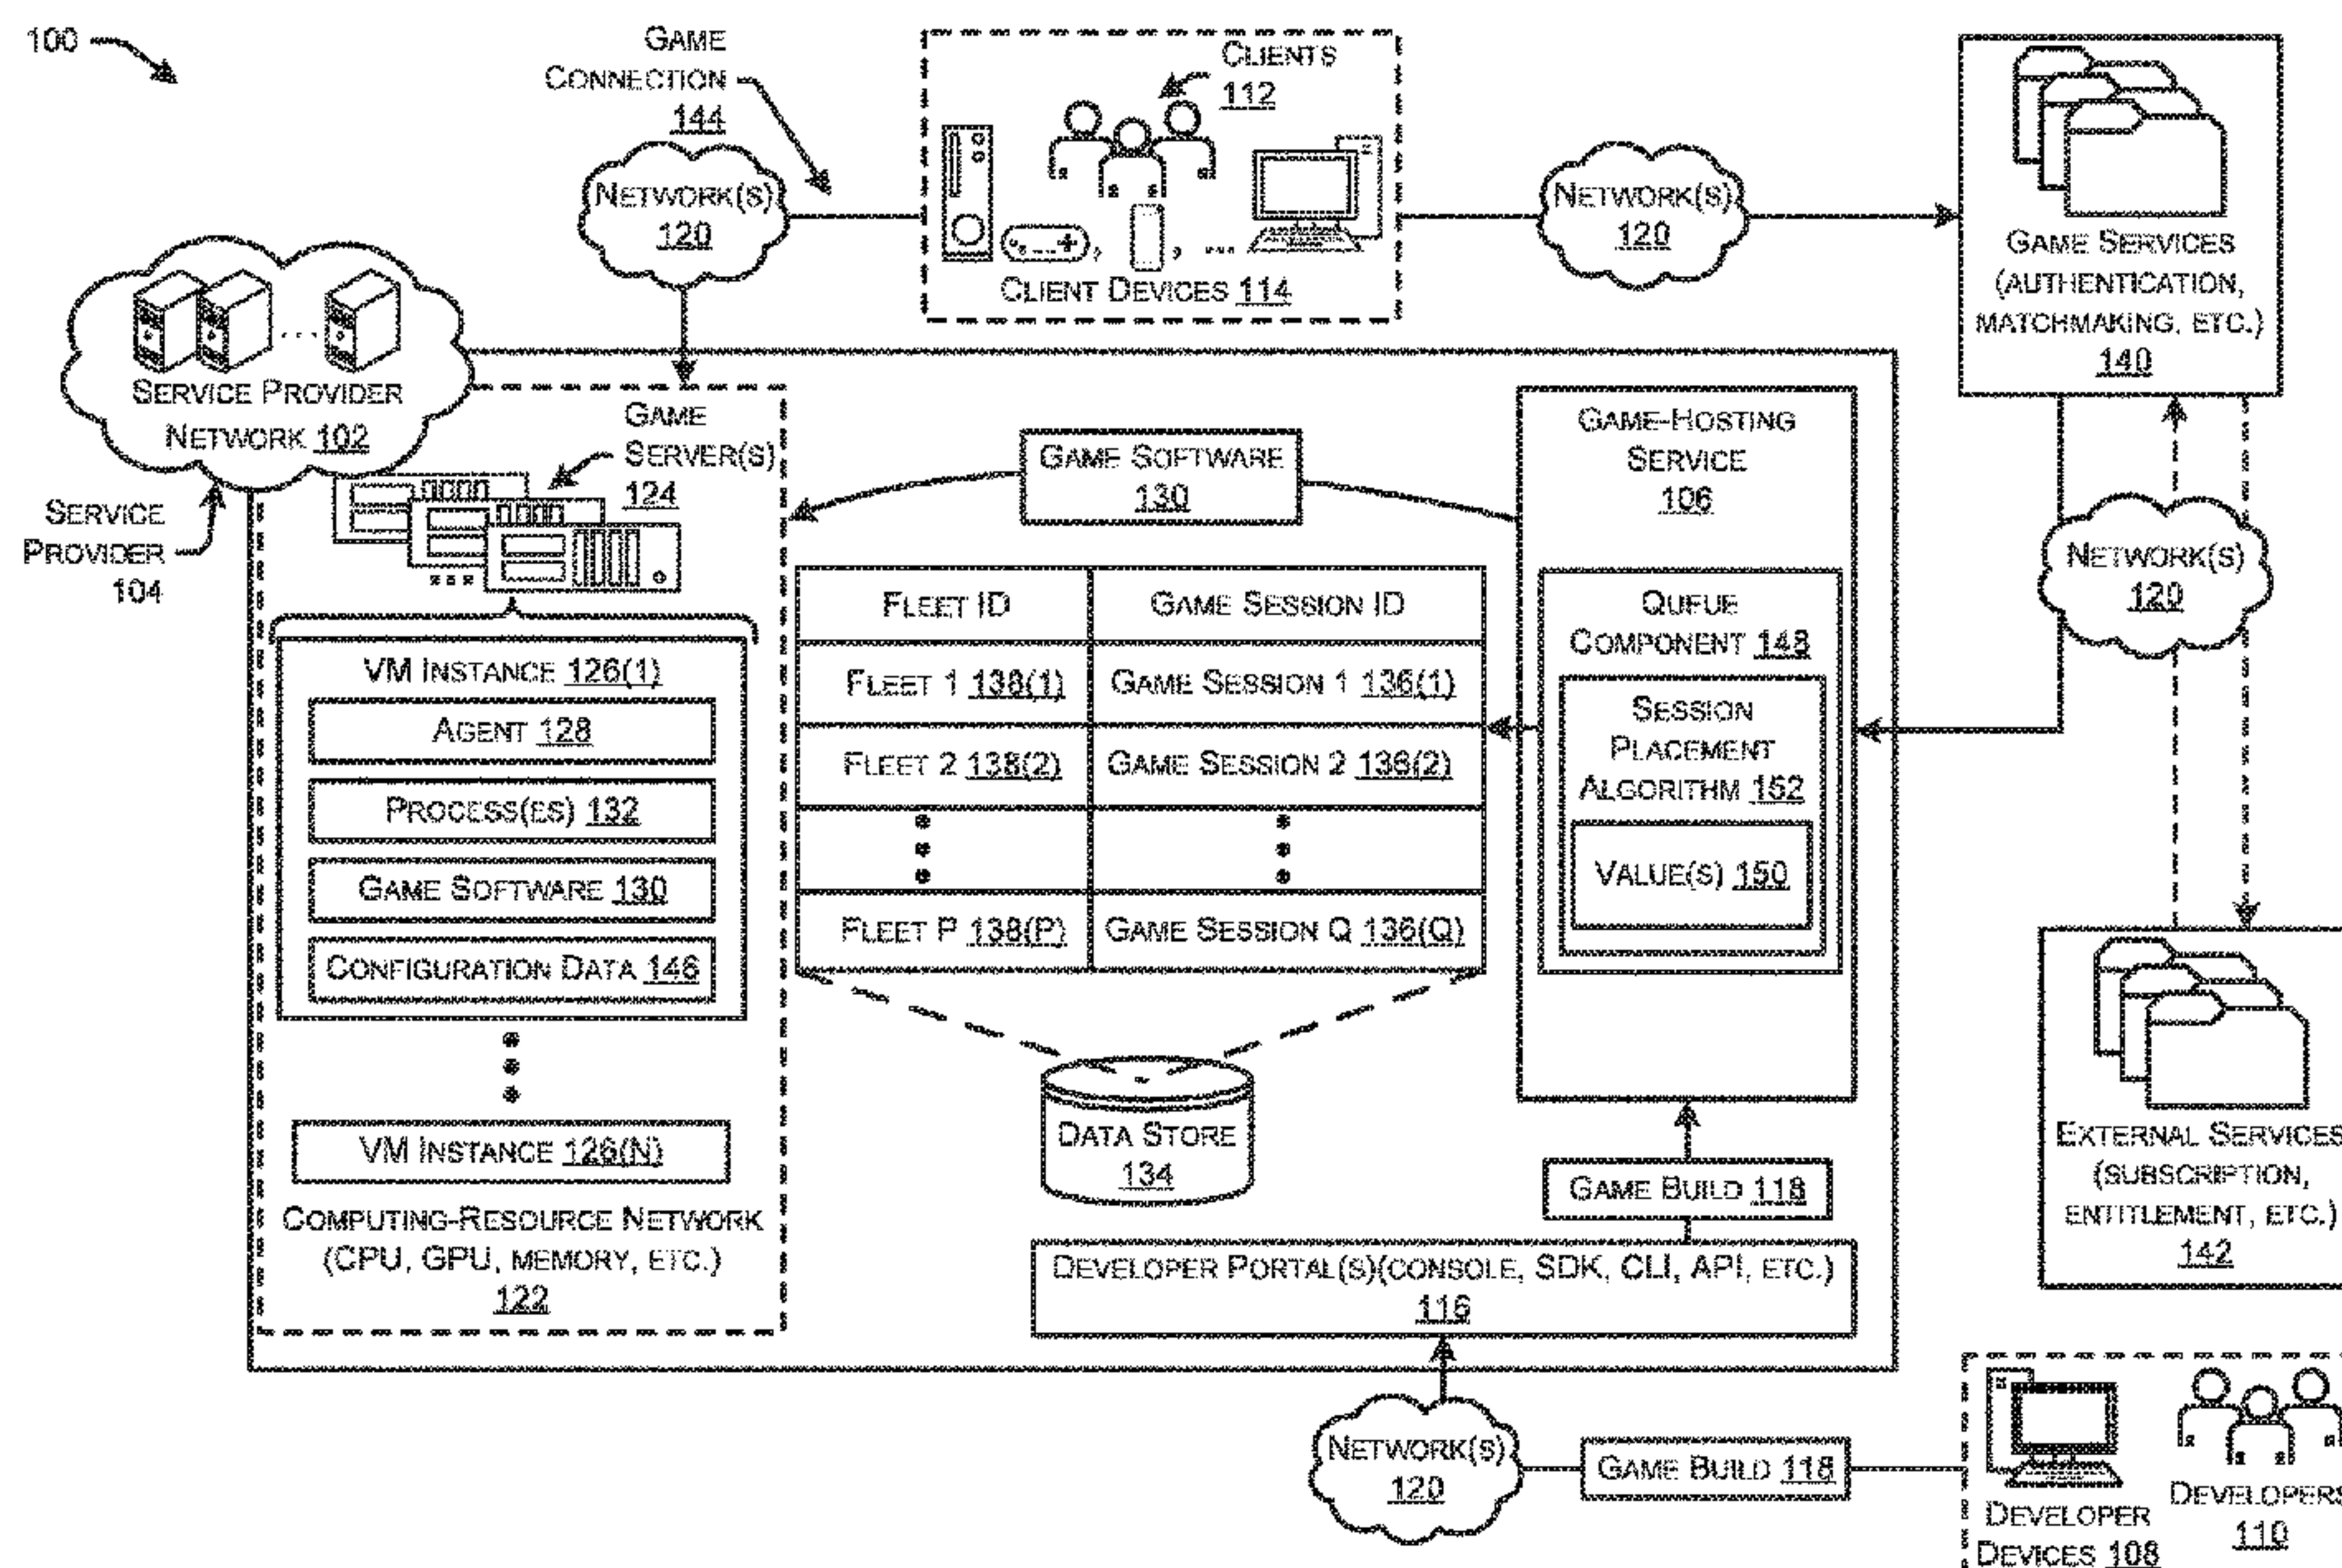 100
GAME
CONNECTION
144
NETWORK(S)
120
CLIENTS
112
CLIENT DEVICES 114
NETWORK(S)
120
GAME SERVICES
(AUTHENTICATION,
MATCHMAKING, ETC.)
140
SERVICE PROVIDER
NETWORK 102
SERVICE
PROVIDER
104
GAME
SERVER(S)
124
VM INSTANCE 126(1)
AGENT 128
PROCESS(ES) 132
GAME SOFTWARE 130
CONFIGURATION DATA 146
VM INSTANCE 126(N)
COMPUTING-RESOURCE NETWORK
(CPU, GPU, MEMORY, ETC.)
122
GAME SOFTWARE
130
FLEET ID GAME SESSION ID
FLEET 1 138(1) GAME SESSION 1 136(1)
FLEET 2 138(2) GAME SESSION 2 136(2)
FLEET P 138(P) GAME SESSION Q 136(Q)
DATA STORE
134
GAME-HOSTING
SERVICE
106
QUEUE
COMPONENT 148
SESSION
PLACEMENT
ALGORITHM 152
VALUE(S) 150
GAME BUILD 118
DEVELOPER PORTAL(S)(CONSOLE, SDK, CLI, API, ETC.)
116
NETWORK(S)
120
EXTERNAL SERVICES
(SUBSCRIPTION,
ENTITLEMENT, ETC.)
142
NETWORK(S)
120
GAME BUILD 118
DEVELOPER
DEVICES 108
DEVELOPERS
110